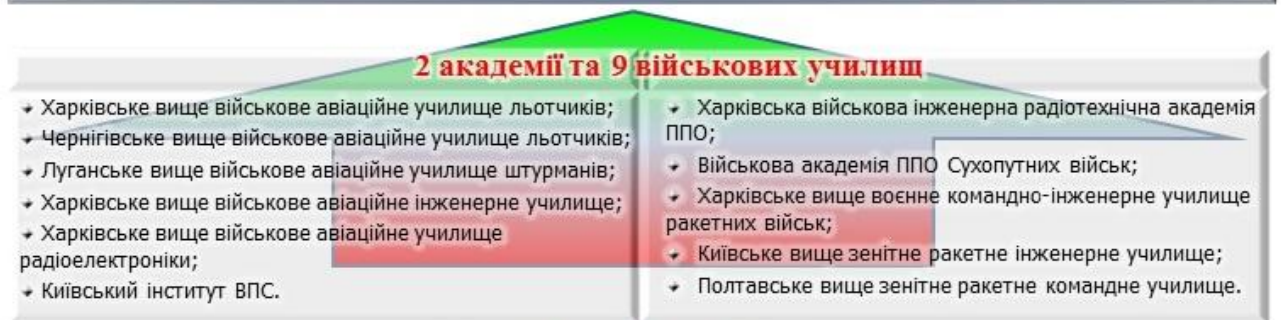 2 академії та 9 військових училищ
Харківське вище військове авіаційне училище льотчиків;
Чернігівське вище військове авіаційне училище льотчиків;
Луганське вище військове авіаційне училище штурманів;
Харківське вище військове авіаційне інженерне училище;
Харківське вище військове авіаційне училище
радіоелектроніки;
Київський інститут ВПС.
Харківська військова інженерна радіотехнічна академія
ППО;
Військова академія ППО Сухопутних військ;
Харківське вище воєнне командно-інженерне училище
ракетних військ;
Київське вище зенітне ракетне інженерне училище;
Полтавське вище зенітне ракетне командне училище.